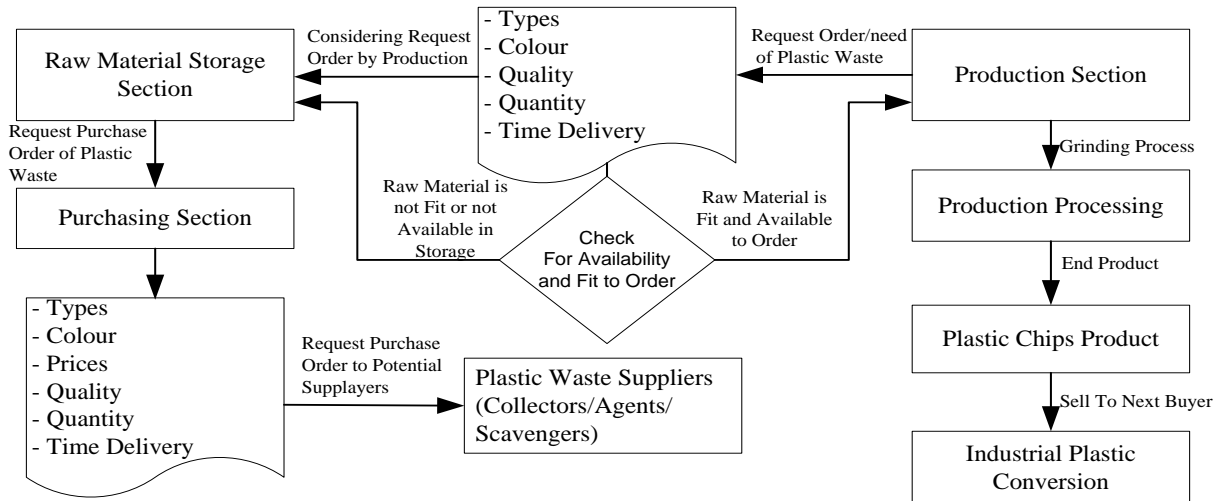 Raw Material Storage
Section
Considering Request
Order by Production
- Types
- Colour
- Quality
- Quantity
- Time Delivery
Request Order/need
of Plastic Waste
Production Section
Request Purchase
Order of Plastic
Waste
Grinding Process
Purchasing Section
Raw Material is
not Fit or not
Available in
Storage
Check
For Availability
and Fit to Order
Raw Material is
Fit and Available
to Order
Production Processing
End Product
- Types
- Colour
- Prices
- Quality
- Quantity
- Time Delivery
Request Purchase
Order to Potential
Supplayers
Plastic Waste Suppliers
(Collectors/Agents/
Scavengers)
Plastic Chips Product
Sell To Next Buyer
Industrial Plastic
Conversion